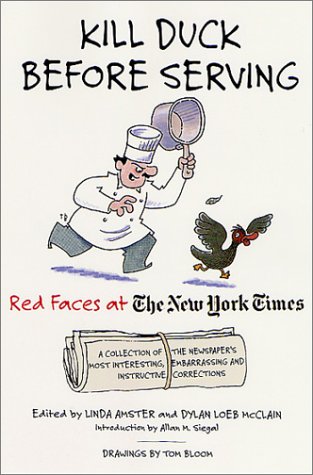 KILL DUCK
BEFORE SERVING
TB
Red Faces at The New York Times
A COLLECTION OF THE NEWSPAPER'S
MOST INTERESTING, EMBARRASSING AND
INSTRUCTIVE CORRECTIONS
Edited by LINDA AMSTER and DYLAN LOEB McCLAIN
Introduction by Allan M. Siegal
DRAWINGS BY TOM BLOOM